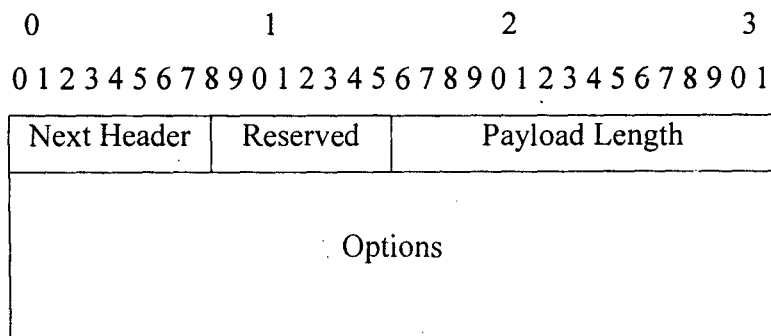 0 1 2 3
0 1 2 3 4 5 6 7 8 9 0 1 2 3 4 5 6 7 8 9 0 1 2 3 4 5 6 7 8 9 0 1
Next Header Reserved Payload Length
Options